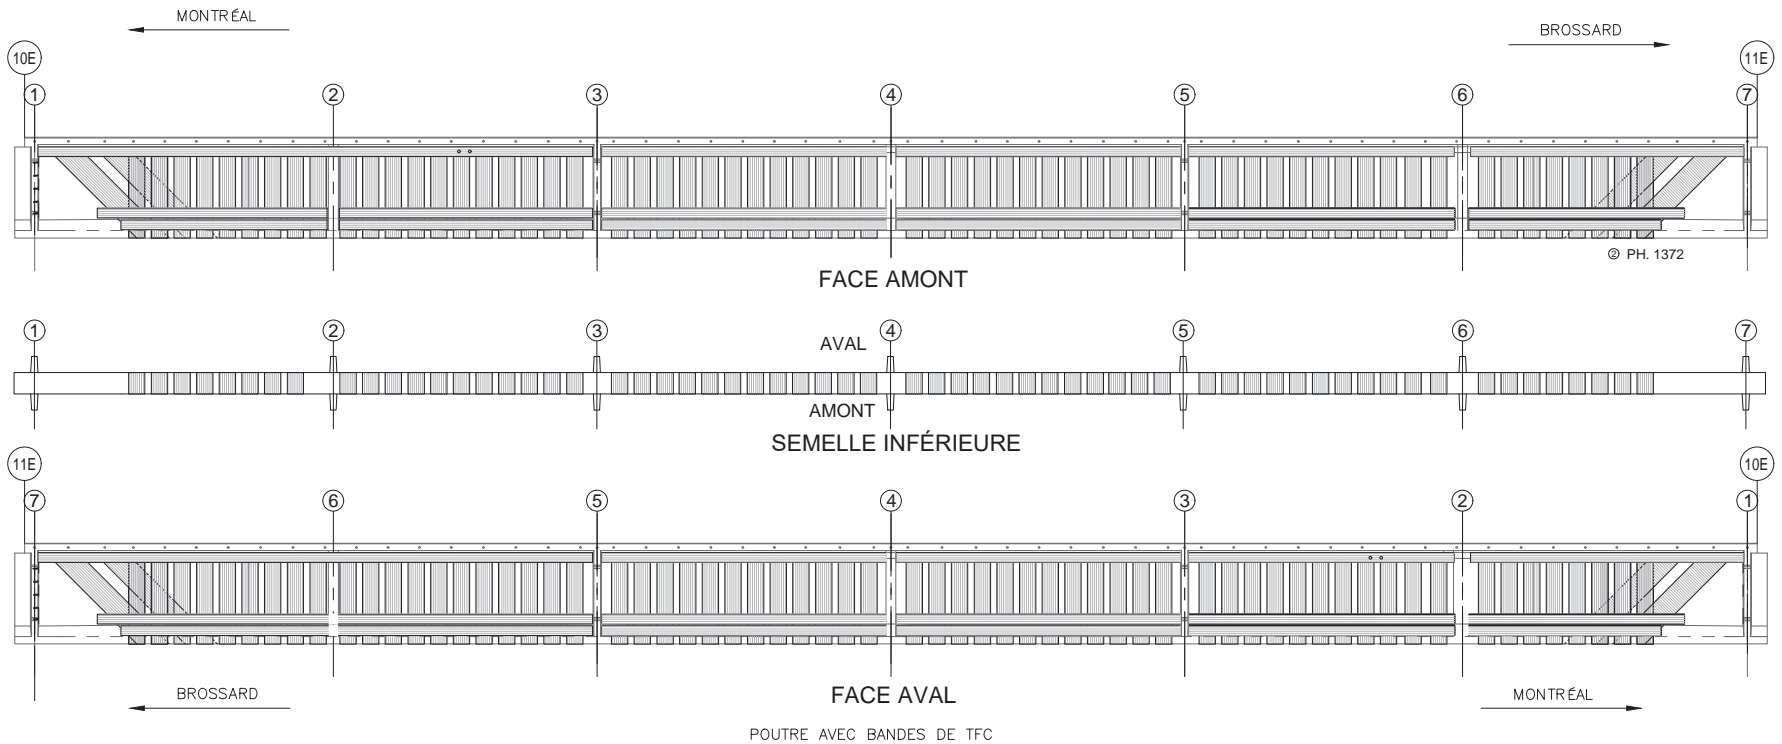 MONTRÉAL
BROSSARD
10E
11E
1 2 3 4 5 6 7
② PH. 1372
FACE AMONT
1 2 3 4 5 6 7
AVAL
AMONT
SEMELLE INFÉRIEURE
11E
10E
7 6 5 4 3 2 1
BROSSARD
FACE AVAL
MONTRÉAL
POUTRE AVEC BANDES DE TFC